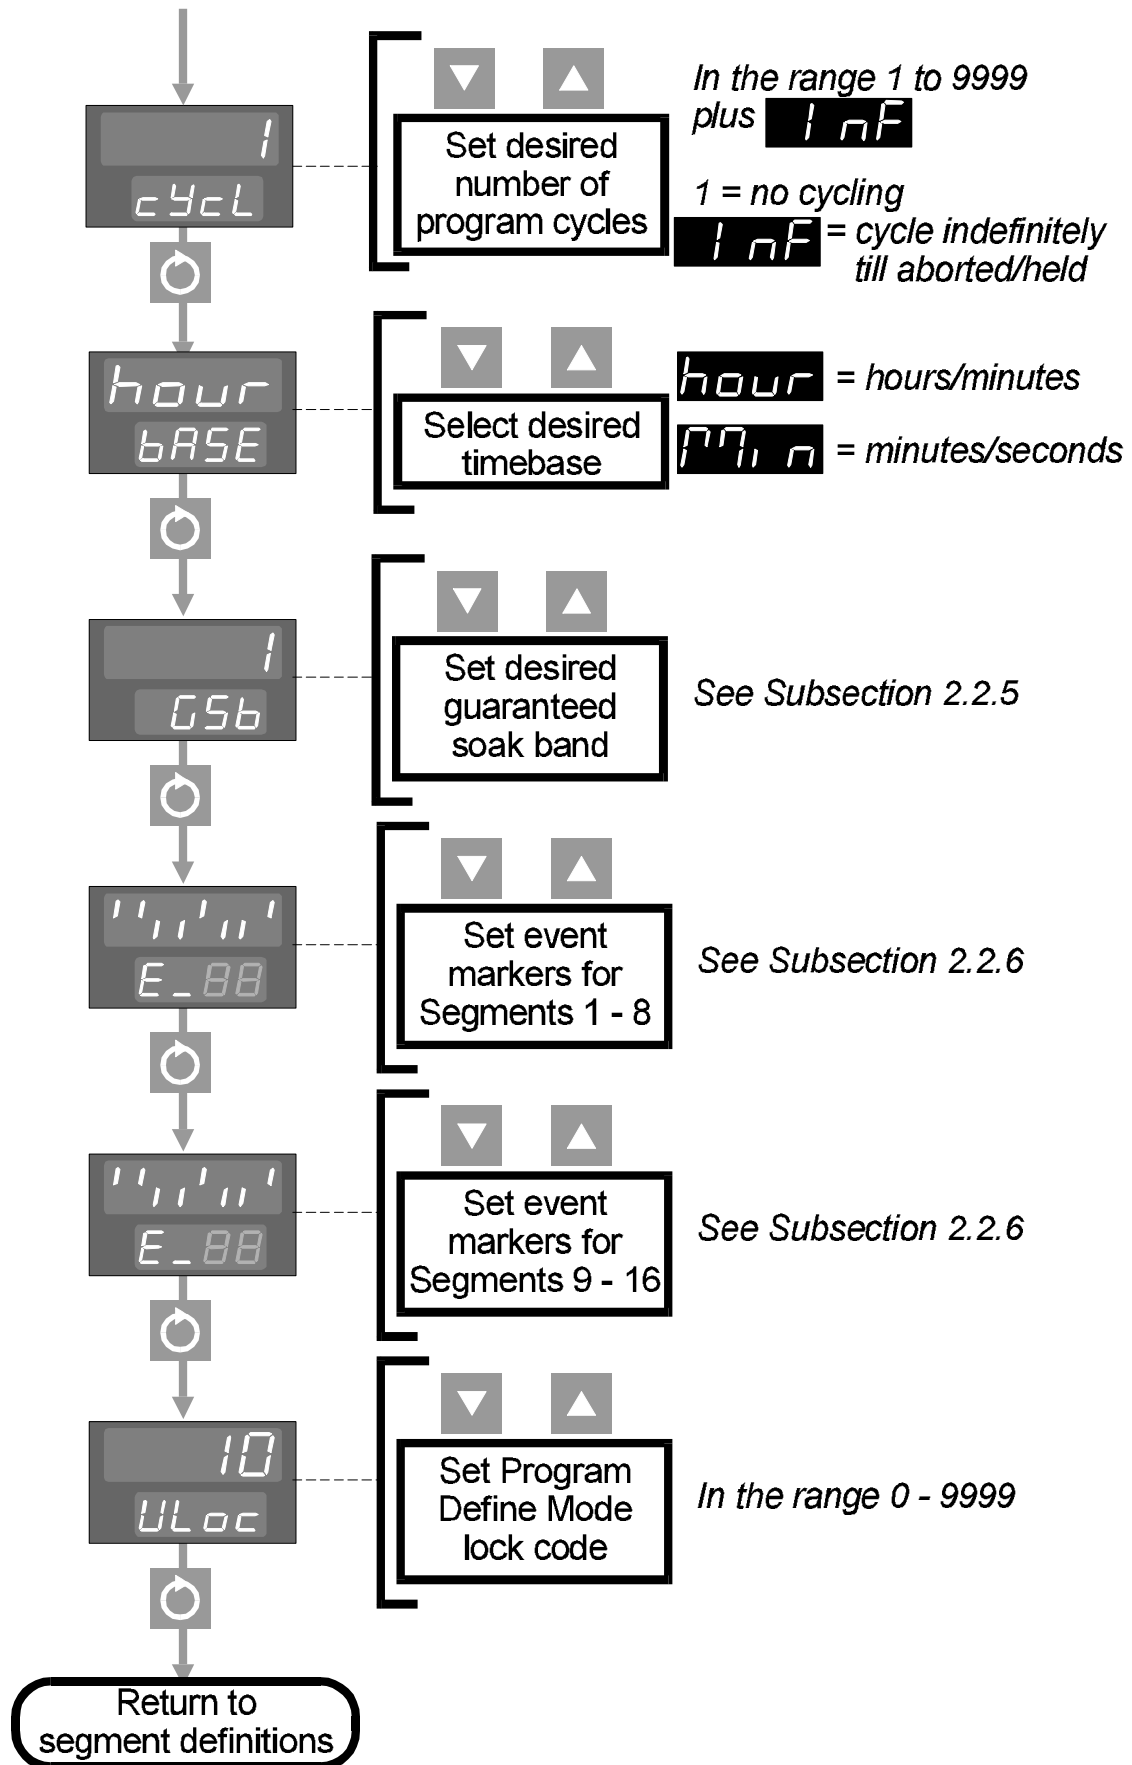 1
cYcL
Set desired
number of
program cycles
In the range 1 to 9999
plus InF
1 = no cycling
InF = cycle indefinitely
till aborted/held
hour
bASE
Select desired
timebase
hour = hours/minutes
Min = minutes/seconds
1
GSb
Set desired
guaranteed
soak band
See Subsection 2.2.5
E_88
Set event
markers for
Segments 1 - 8
See Subsection 2.2.6
E_88
Set event
markers for
Segments 9 - 16
See Subsection 2.2.6
10
ULoc
Set Program
Define Mode
lock code
In the range 0 - 9999
Return to
segment definitions